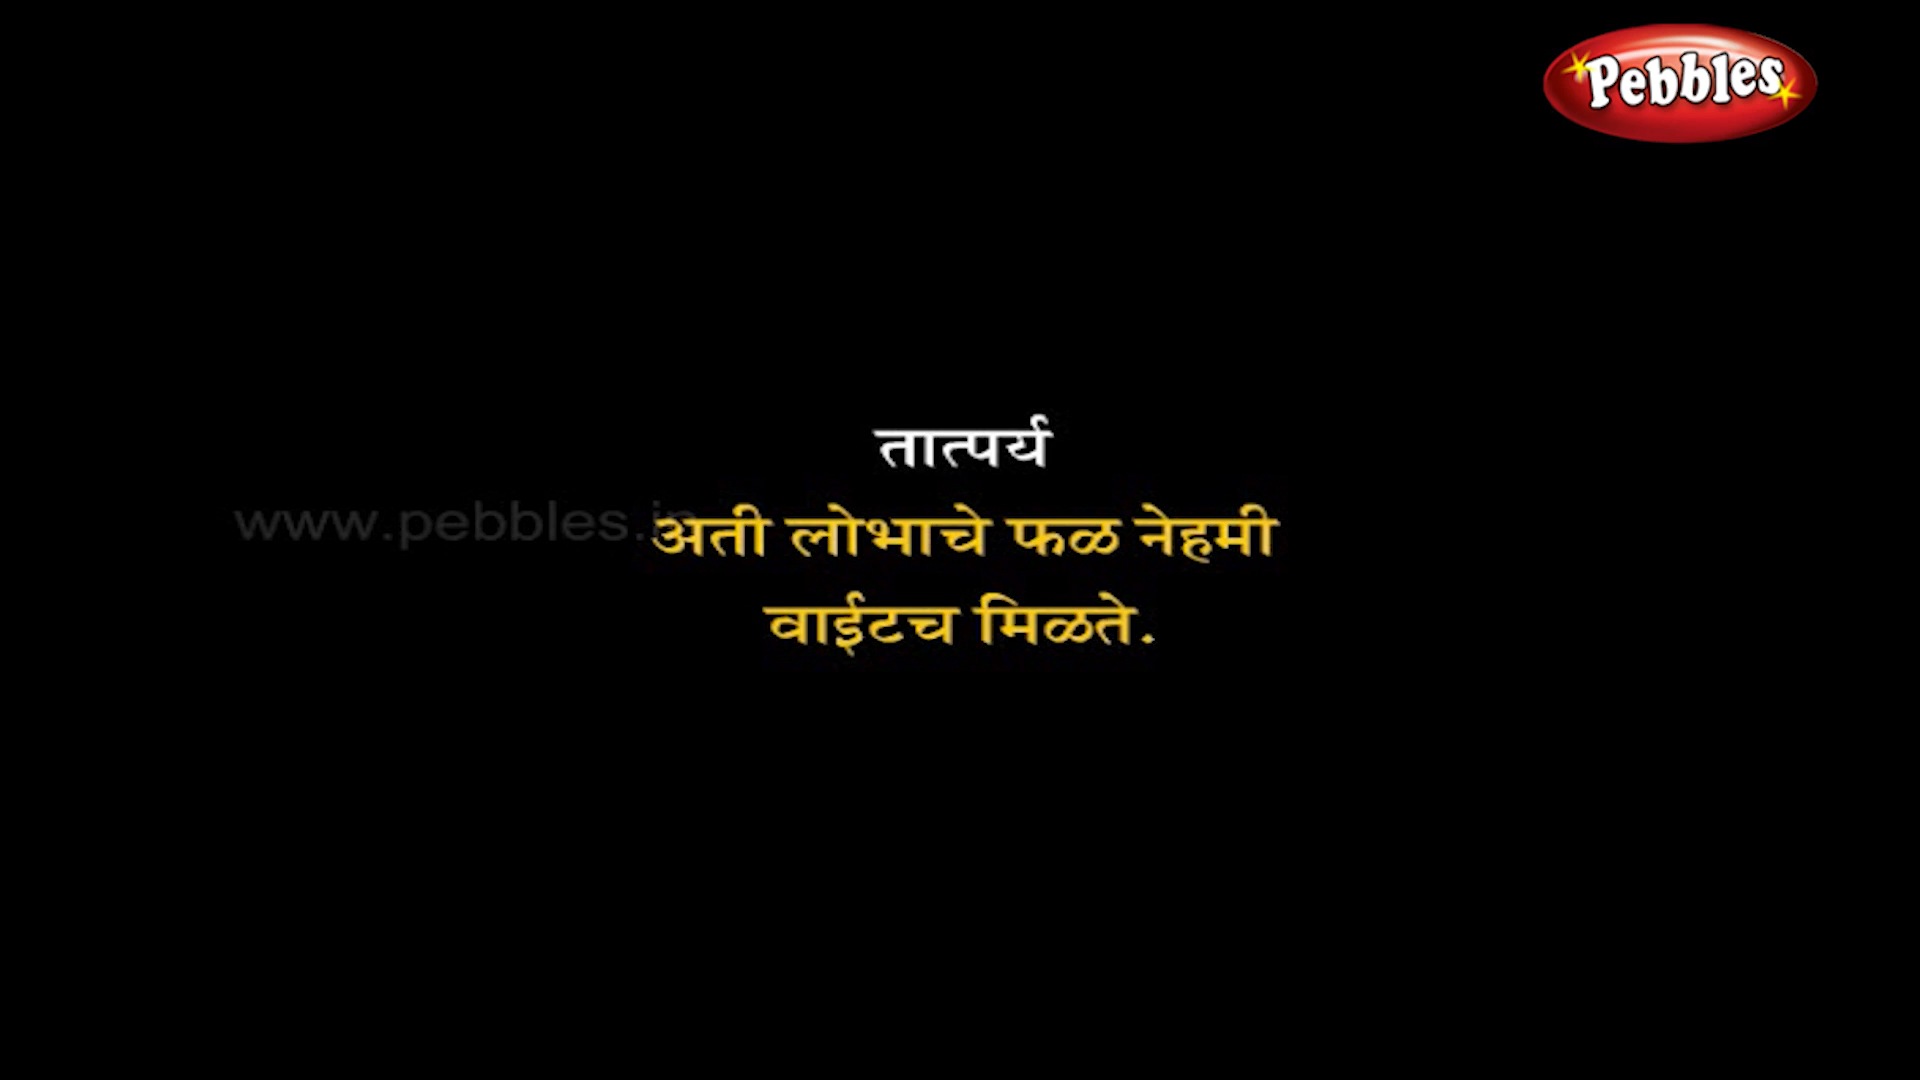 Pebbles
तात्पर्य
www.pebbles.in
अती लोभाचे फळ नेहमी
वाईटच मिळते.